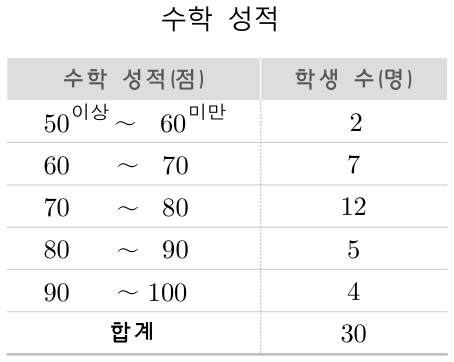 수학 성적
수학 성적(점) 학생 수(명)
50이상 ~ 60미만 2
60 ~ 70 7
70 ~ 80 12
80 ~ 90 5
90 ~ 100 4
합계 30